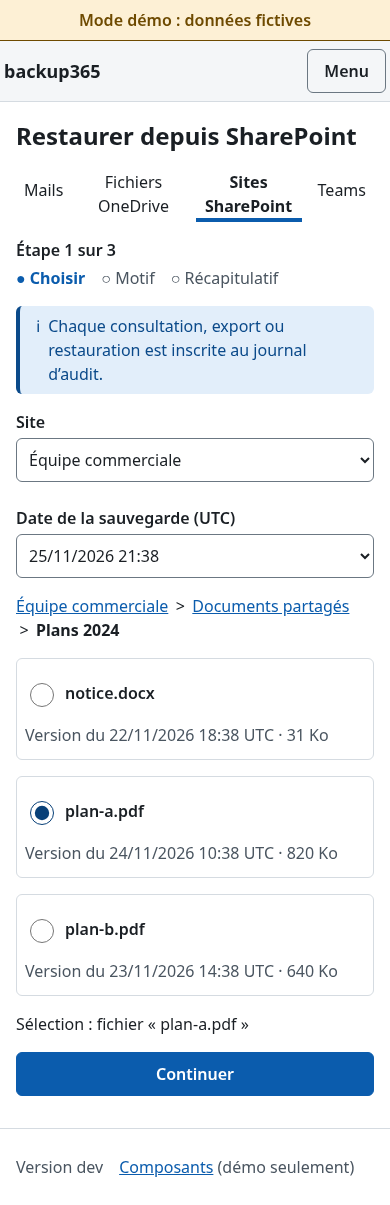 Mode démo : données fictives
backup365
Menu
Restaurer depuis SharePoint
Mails
Fichiers
OneDrive
Sites
SharePoint
Teams
Étape 1 sur 3
● Choisir ○ Motif ○ Récapitulatif
i Chaque consultation, export ou
restauration est inscrite au journal
d’audit.
Site
Équipe commerciale
Date de la sauvegarde (UTC)
25/11/2026 21:38
Équipe commerciale > Documents partagés
> Plans 2024
notice.docx
Version du 22/11/2026 18:38 UTC · 31 Ko
plan-a.pdf
Version du 24/11/2026 10:38 UTC · 820 Ko
plan-b.pdf
Version du 23/11/2026 14:38 UTC · 640 Ko
Sélection : fichier « plan-a.pdf »
Continuer
Version dev Composants (démo seulement)